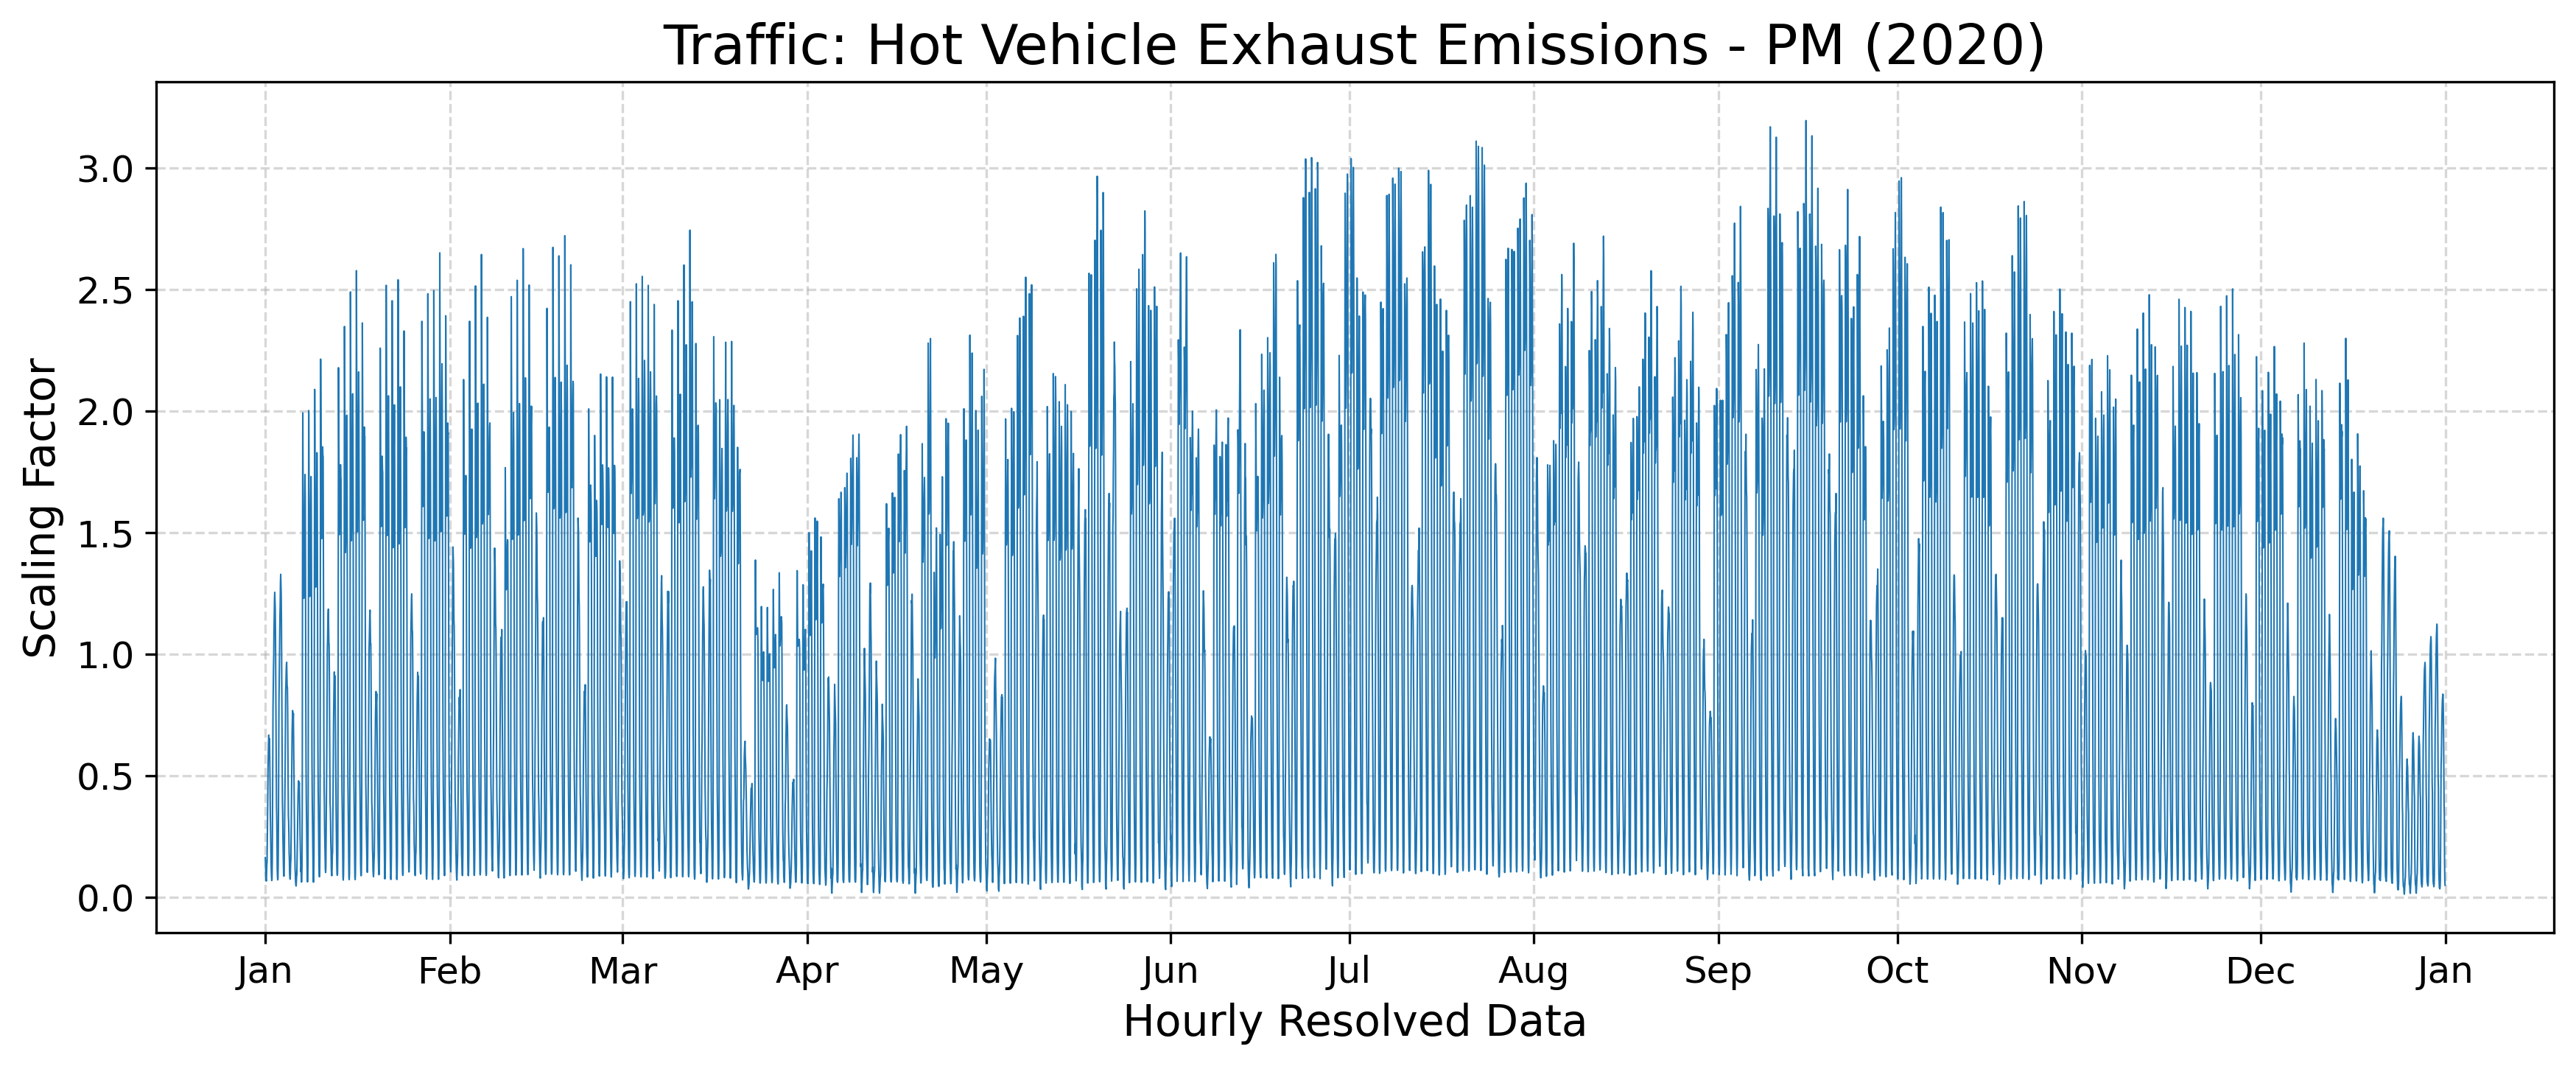 Traffic: Hot Vehicle Exhaust Emissions - PM (2020)
Scaling Factor
3.0
2.5
2.0
1.5
1.0
0.5
0.0
Jan Feb Mar Apr May Jun Jul Aug Sep Oct Nov Dec Jan
Hourly Resolved Data